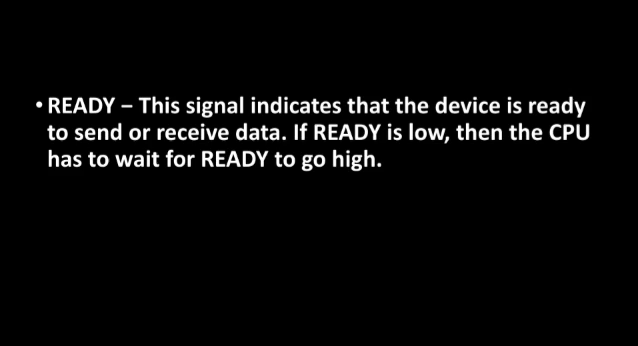 • READY – This signal indicates that the device is ready
to send or receive data. If READY is low, then the CPU
has to wait for READY to go high.